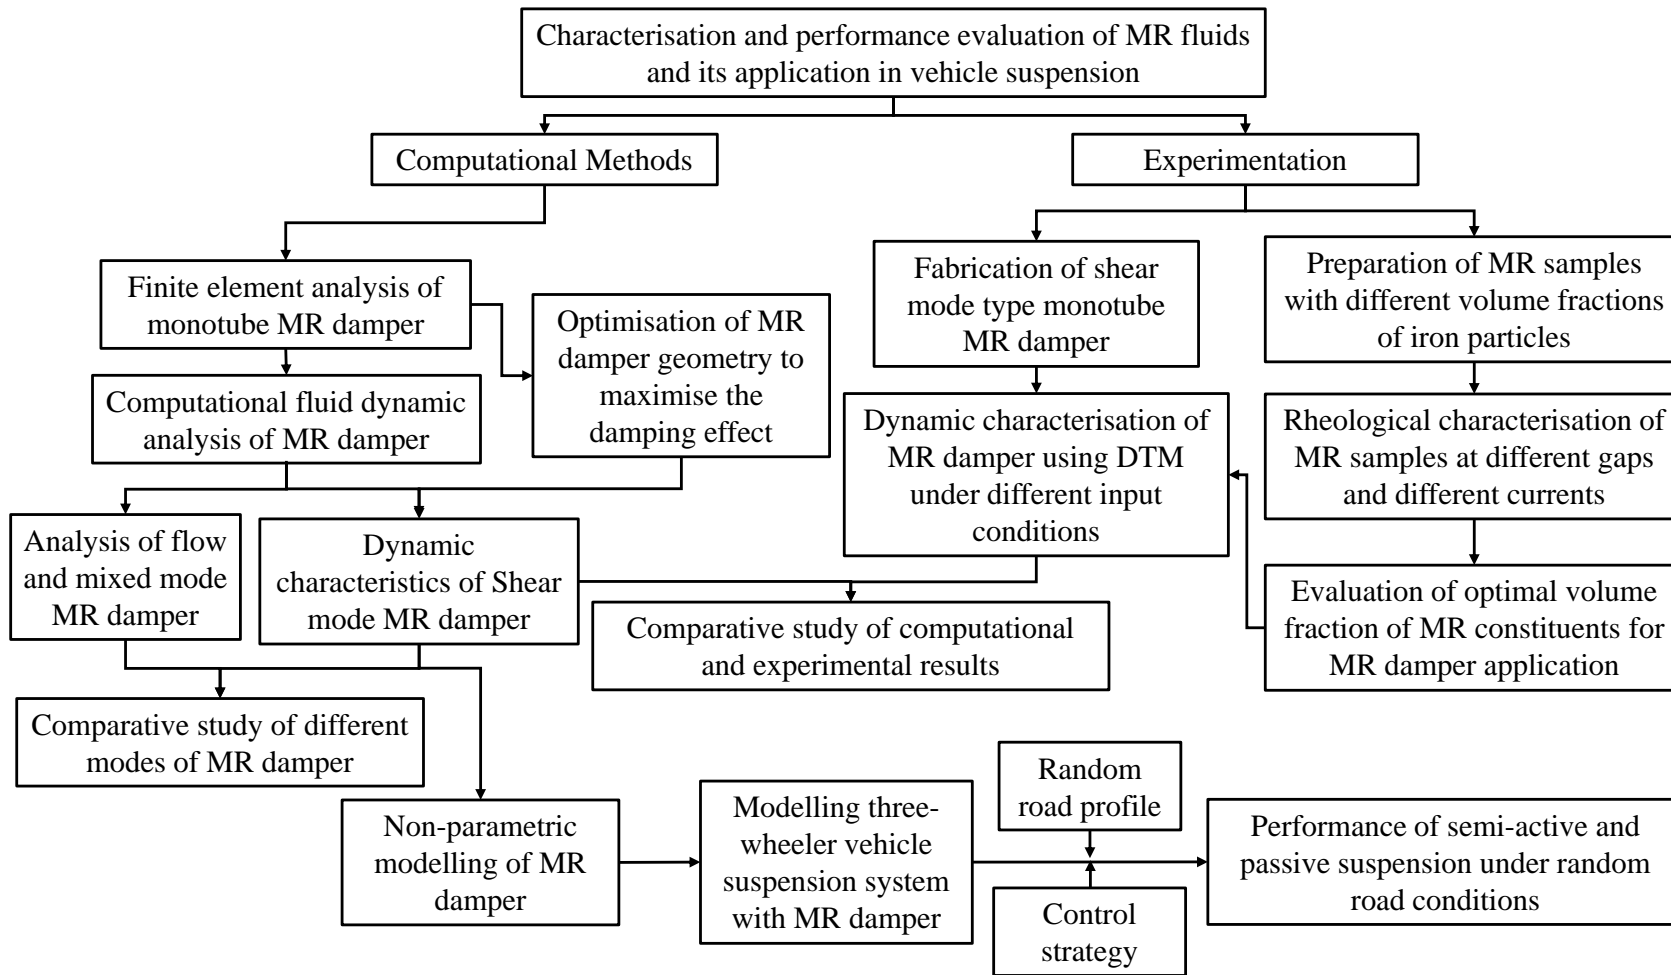 Characterisation and performance evaluation of MR fluids
and its application in vehicle suspension
Computational Methods
Experimentation
Finite element analysis of
monotube MR damper
Optimisation of MR
damper geometry to
maximise the
damping effect
Fabrication of shear
mode type monotube
MR damper
Preparation of MR samples
with different volume fractions
of iron particles
Computational fluid dynamic
analysis of MR damper
Dynamic characterisation of
MR damper using DTM
under different input
conditions
Rheological characterisation of
MR samples at different gaps
and different currents
Analysis of flow
and mixed mode
MR damper
Dynamic
characteristics of Shear
mode MR damper
Comparative study of computational
and experimental results
Evaluation of optimal volume
fraction of MR constituents for
MR damper application
Comparative study of different
modes of MR damper
Non-parametric
modelling of MR
damper
Modelling three-
wheeler vehicle
suspension system
with MR damper
Random
road profile
Control
strategy
Performance of semi-active and
passive suspension under random
road conditions